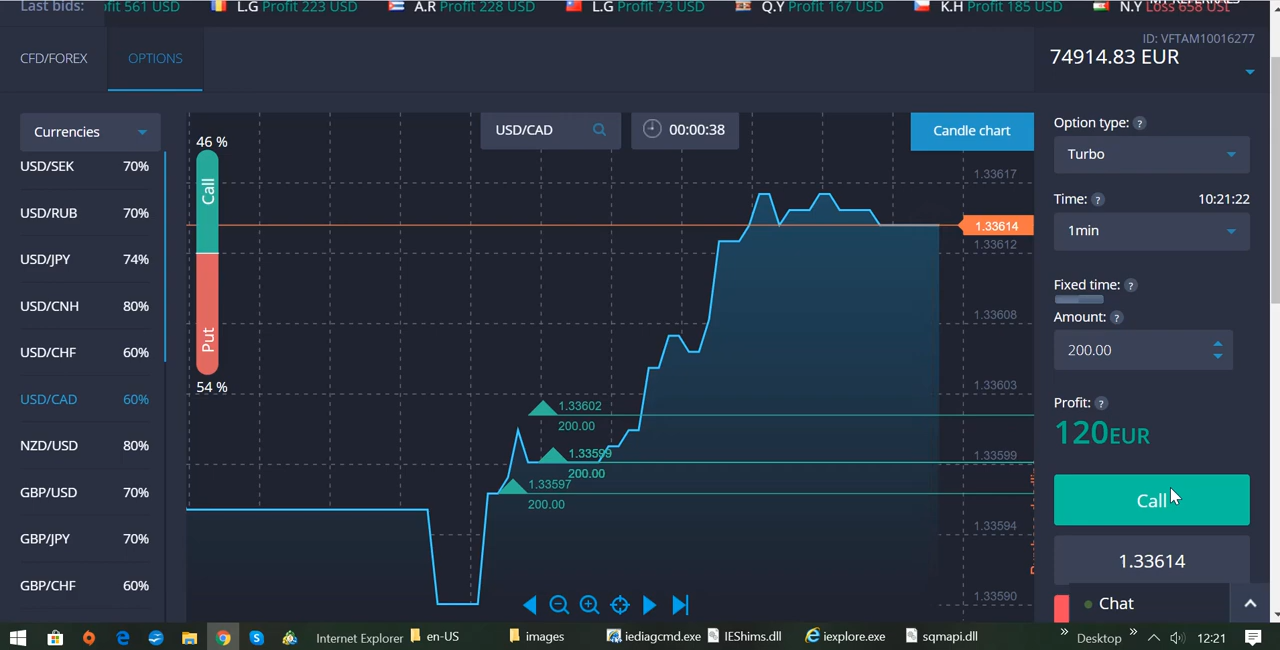 Last bids: fit 561 USD L.G Profit 223 USD A.R Profit 228 USD L.G Profit 73 USD Q.Y Profit 167 USD K.H Profit 185 USD N.Y Loss 658 USD
CFD/FOREX OPTIONS
ID: VFTAM10016277
74914.83 EUR
Currencies
USD/SEK 70%
USD/RUB 70%
USD/JPY 74%
USD/CNH 80%
USD/CHF 60%
USD/CAD 60%
NZD/USD 80%
GBP/USD 70%
GBP/JPY 70%
GBP/CHF 60%
46 %
Call
Put
54 %
USD/CAD 00:00:38 Candle chart
1.33617
1.33614
1.33612
1.33608
1.33603
1.33599
1.33594
1.33590
1.33602
200.00
1.33599
200.00
1.33597
200.00
Option type: ?
Turbo
Time: ? 10:21:22
1min
Fixed time: ?
Amount: ?
200.00
Profit: ?
120EUR
Call
1.33614
Chat
Internet Explorer en-US images iediagcmd.exe IEShims.dll iexplore.exe sqmapi.dll » Desktop » 12:21